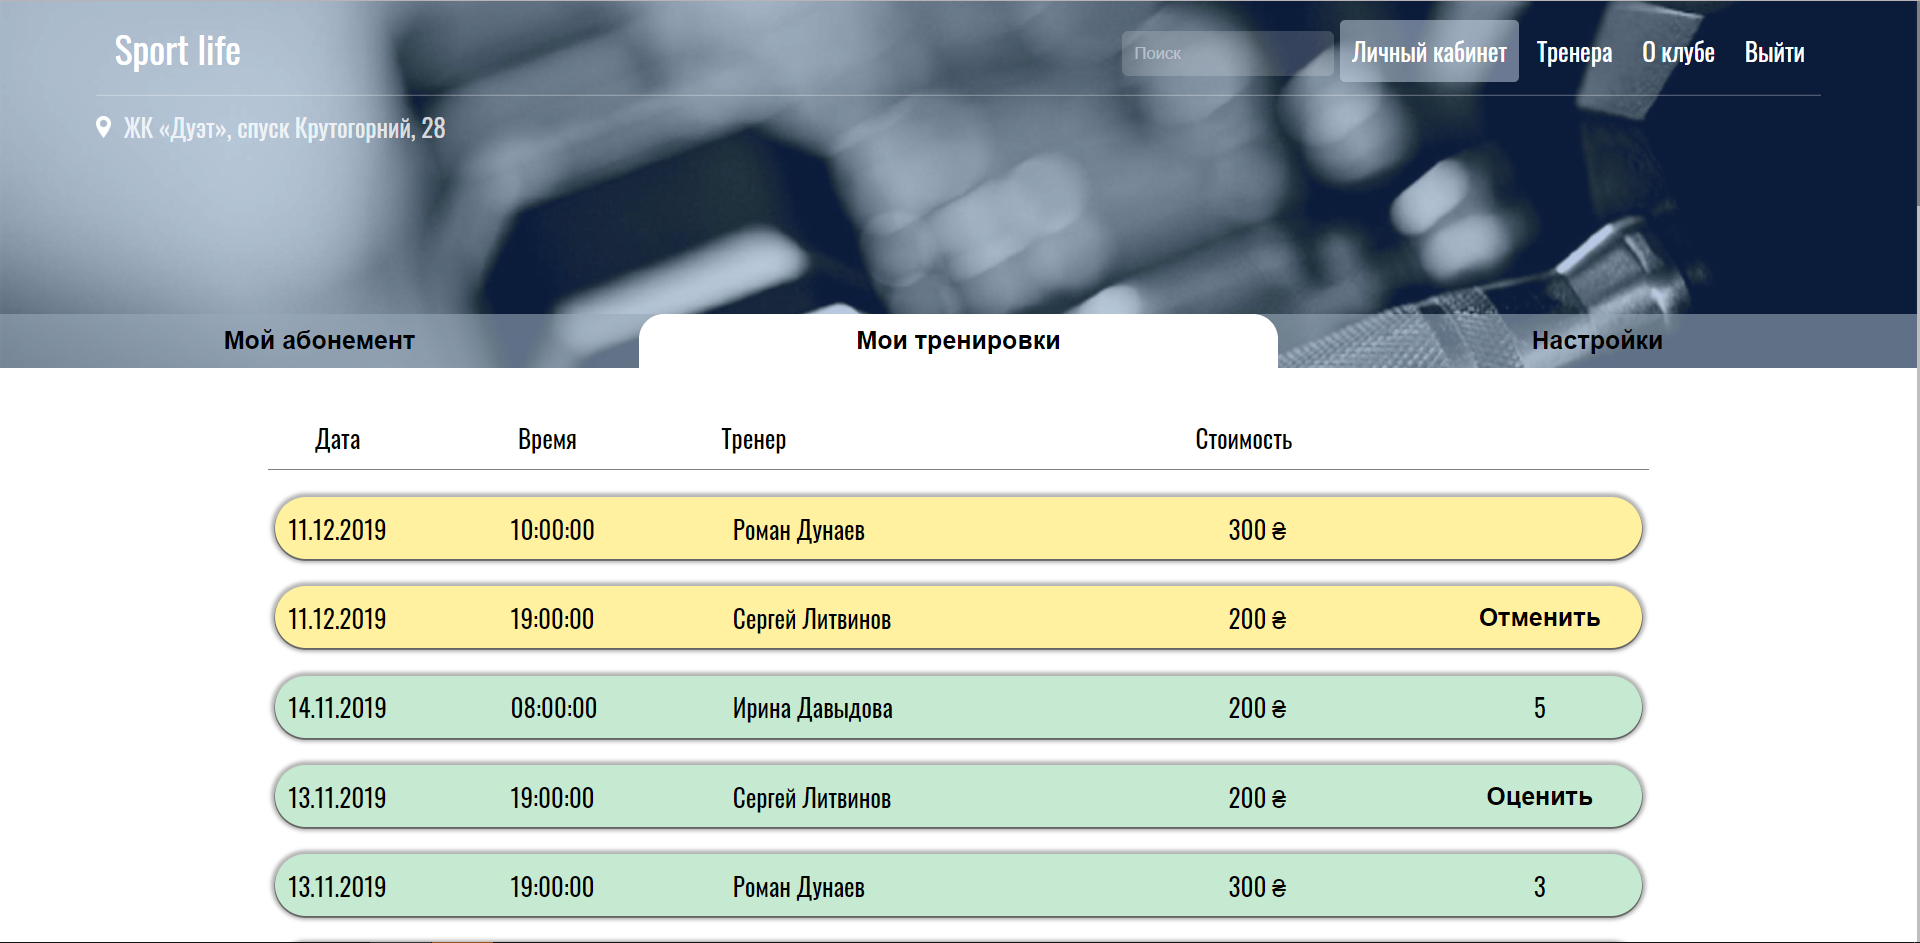 Sport life
Поиск
Личный кабинет
Тренера
О клубе
Выйти
ЖК «Дуэт», спуск Крутогорний, 28
Мой абонемент
Мои тренировки
Настройки
Дата Время Тренер Стоимость
11.12.2019 10:00:00 Роман Дунаев 300 ₴
11.12.2019 19:00:00 Сергей Литвинов 200 ₴ Отменить
14.11.2019 08:00:00 Ирина Давыдова 200 ₴ 5
13.11.2019 19:00:00 Сергей Литвинов 200 ₴ Оценить
13.11.2019 19:00:00 Роман Дунаев 300 ₴ 3